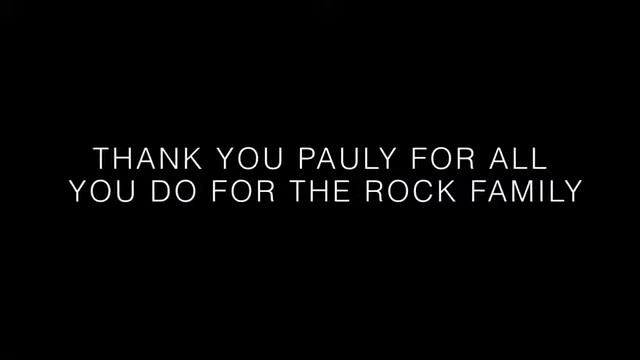 THANK YOU PAULY FOR ALL
YOU DO FOR THE ROCK FAMILY